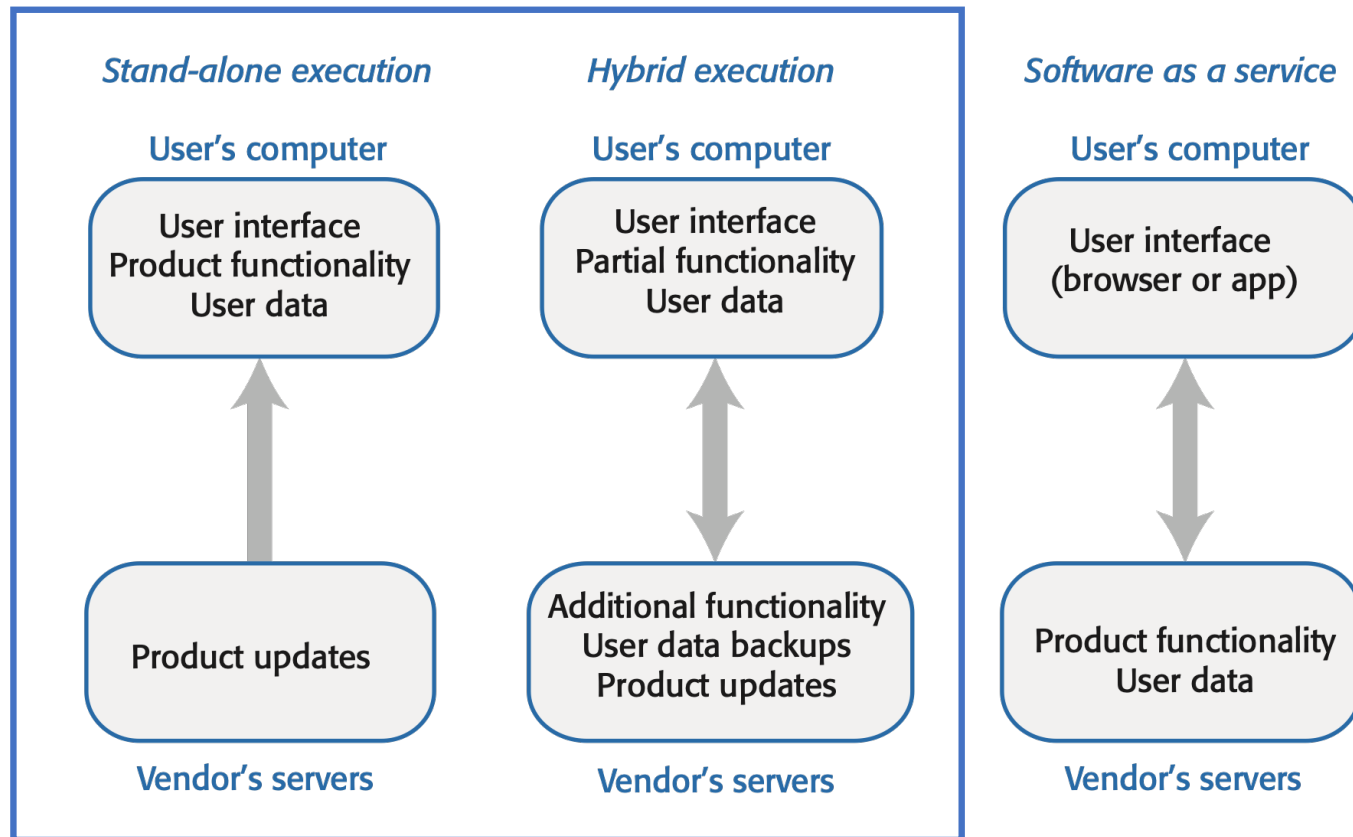 Stand-alone execution
User's computer
User interface
Product functionality
User data
Product updates
Vendor's servers
Hybrid execution
User's computer
User interface
Partial functionality
User data
Additional functionality
User data backups
Product updates
Vendor's servers
Software as a service
User's computer
User interface
(browser or app)
Product functionality
User data
Vendor's servers